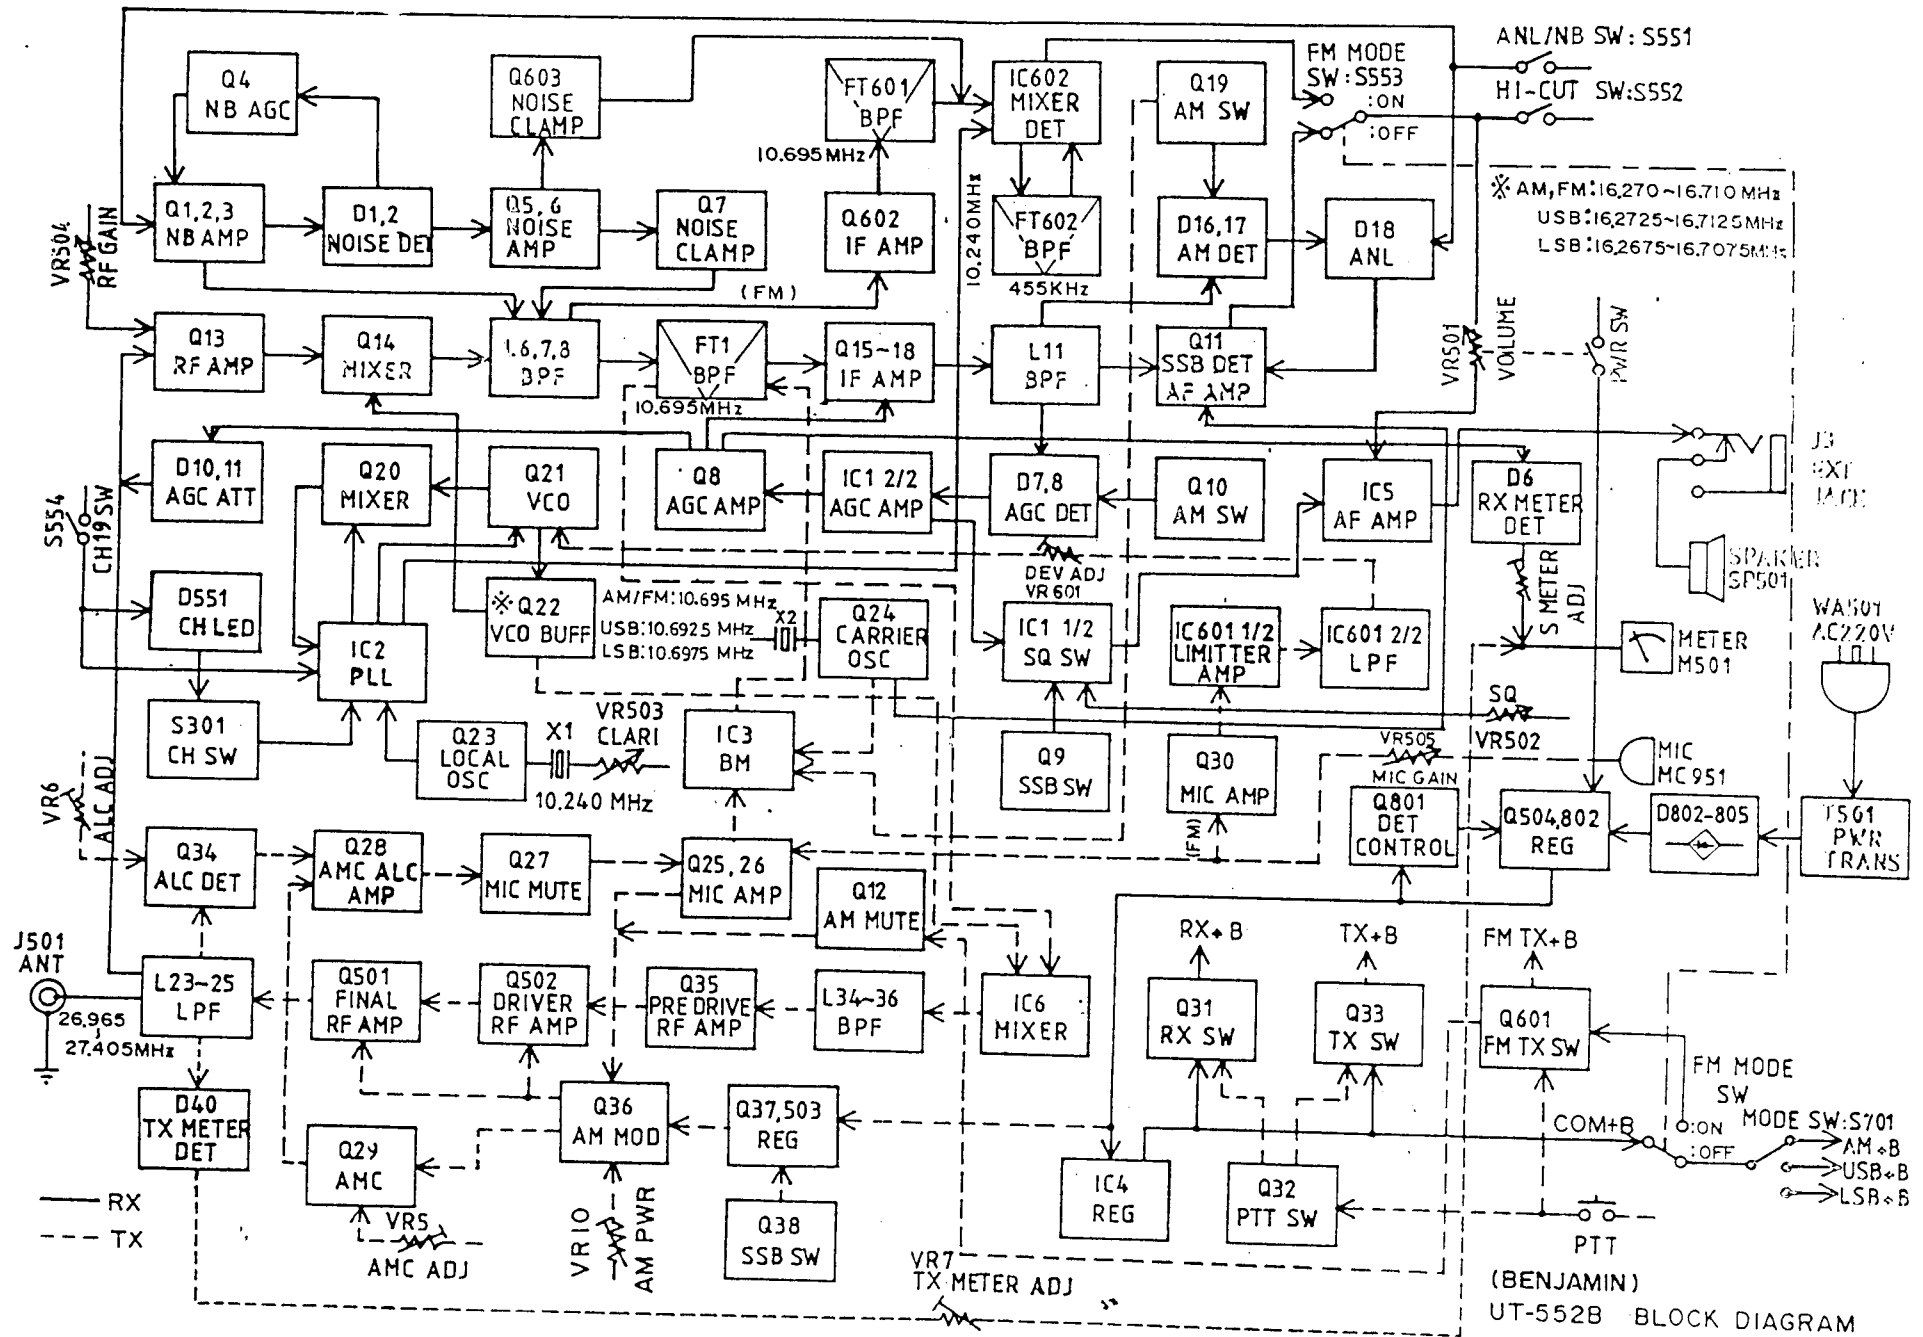 ANL/NB SW: S551
FM MODE
SW:S553
HI-CUT SW:S552
:ON
:OFF
Q4
NB AGC
Q603
NOISE
CLAMP
FT601
BPF
IC602
MIXER
DET
Q19
AM SW
10.695MHz
※ AM,FM:16,270~16.710MHz
USB:16,2725~16.7125MHz
LSB:16,2675~16.7075MHz
VR504
RF GAIN
Q1,2,3
NB AMP
D1,2
NOISE DET
Q5,6
NOISE
AMP
Q7
NOISE
CLAMP
Q602
IF AMP
10.240MHz
FT602
BPF
455KHz
D16,17
AM DET
D18
ANL
(FM)
Q13
RF AMP
Q14
MIXER
L6,7,8
BPF
FT1
BPF
10.695MHz
Q15~18
IF AMP
L11
BPF
Q11
SSB DET
AF AMP
VR501
VOLUME
PWR SW
D10,11
AGC ATT
Q20
MIXER
Q21
VCO
Q8
AGC AMP
IC1 2/2
AGC AMP
D7,8
AGC DET
Q10
AM SW
IC5
AF AMP
D6
RX METER
DET
J3
EXT
JACK
S554
CH19 SW
DEV ADJ
VR601
S METER
ADJ
SPARKER
SP501
D551
CH LED
IC2
PLL
※ Q22
VCO BUFF
AM/FM:10.695 MHz
USB:10.6925 MHz
LSB:10.6975 MHz
X2
Q24
CARRIER
OSC
IC1 1/2
SQ SW
IC601 1/2
LIMITTER
AMP
IC601 2/2
LPF
METER
M501
WA501
AC220V
S301
CH SW
Q23
LOCAL
OSC
X1
VR503
CLARI
10.240 MHz
IC3
BM
Q9
SSB SW
Q30
MIC AMP
SQ
VR502
VR505
MIC GAIN
MIC
MC951
VR6
ALC ADJ
Q34
ALC DET
Q28
AMC ALC
AMP
Q27
MIC MUTE
Q25,26
MIC AMP
Q12
AM MUTE
(FM)
Q801
DET
CONTROL
Q504,802
REG
D802-805
T501
PWR
TRANS
J501
ANT
26,965
27.405MHz
L23~25
LPF
Q501
FINAL
RF AMP
Q502
DRIVER
RF AMP
Q35
PRE DRIVE
RF AMP
L34~36
BPF
IC6
MIXER
RX+B
Q31
RX SW
TX+B
Q33
TX SW
FM TX+B
Q601
FM TX SW
D40
TX METER
DET
Q29
AMC
Q36
AM MOD
Q37,503
REG
Q38
SSB SW
IC4
REG
Q32
PTT SW
COM+B
FM MODE
SW
:ON
:OFF
MODE SW:S701
AM+B
USB+B
LSB+B
PTT
RX
TX
VR5
AMC ADJ
VR10
AM PWR
VR7
TX METER ADJ
(BENJAMIN)
UT-552B BLOCK DIAGRAM